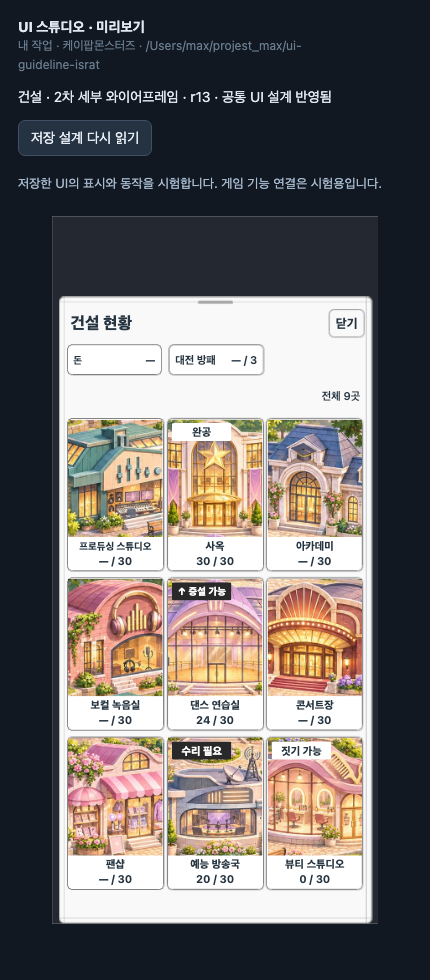 UI 스튜디오 · 미리보기
내 작업 · 케이팝몬스터즈 · /Users/max/projest_max/ui-
guideline-israt
건설 · 2차 세부 와이어프레임 · r13 · 공통 UI 설계 반영됨
저장 설계 다시 읽기
저장한 UI의 표시와 동작을 시험합니다. 게임 기능 연결은 시험용입니다.
건설 현황
닫기
돈 —
대전 방패 — / 3
전체 9곳
프로듀싱 스튜디오
— / 30
완공
사옥
30 / 30
아카데미
— / 30
보컬 녹음실
— / 30
↑ 증설 가능
댄스 연습실
24 / 30
콘서트장
— / 30
팬샵
— / 30
수리 필요
예능 방송국
20 / 30
짓기 가능
뷰티 스튜디오
0 / 30